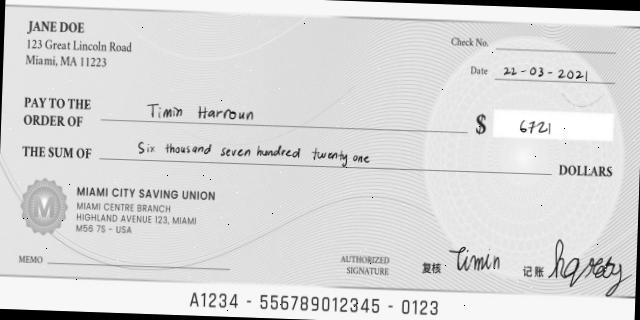 JANE DOE
123 Great Lincoln Road
Miami, MA 11223
Check No.
Date 22-03-2021
PAY TO THE
ORDER OF Timin Harroun
$ 6721
THE SUM OF Six thousand seven hundred twenty one DOLLARS
M
MIAMI CITY SAVING UNION
MIAMI CENTRE BRANCH
HIGHLAND AVENUE 123, MIAMI
M56 7S - USA
MEMO
AUTHORIZED
SIGNATURE
复核 Timin 记账
A1234 - 556789012345 - 0123